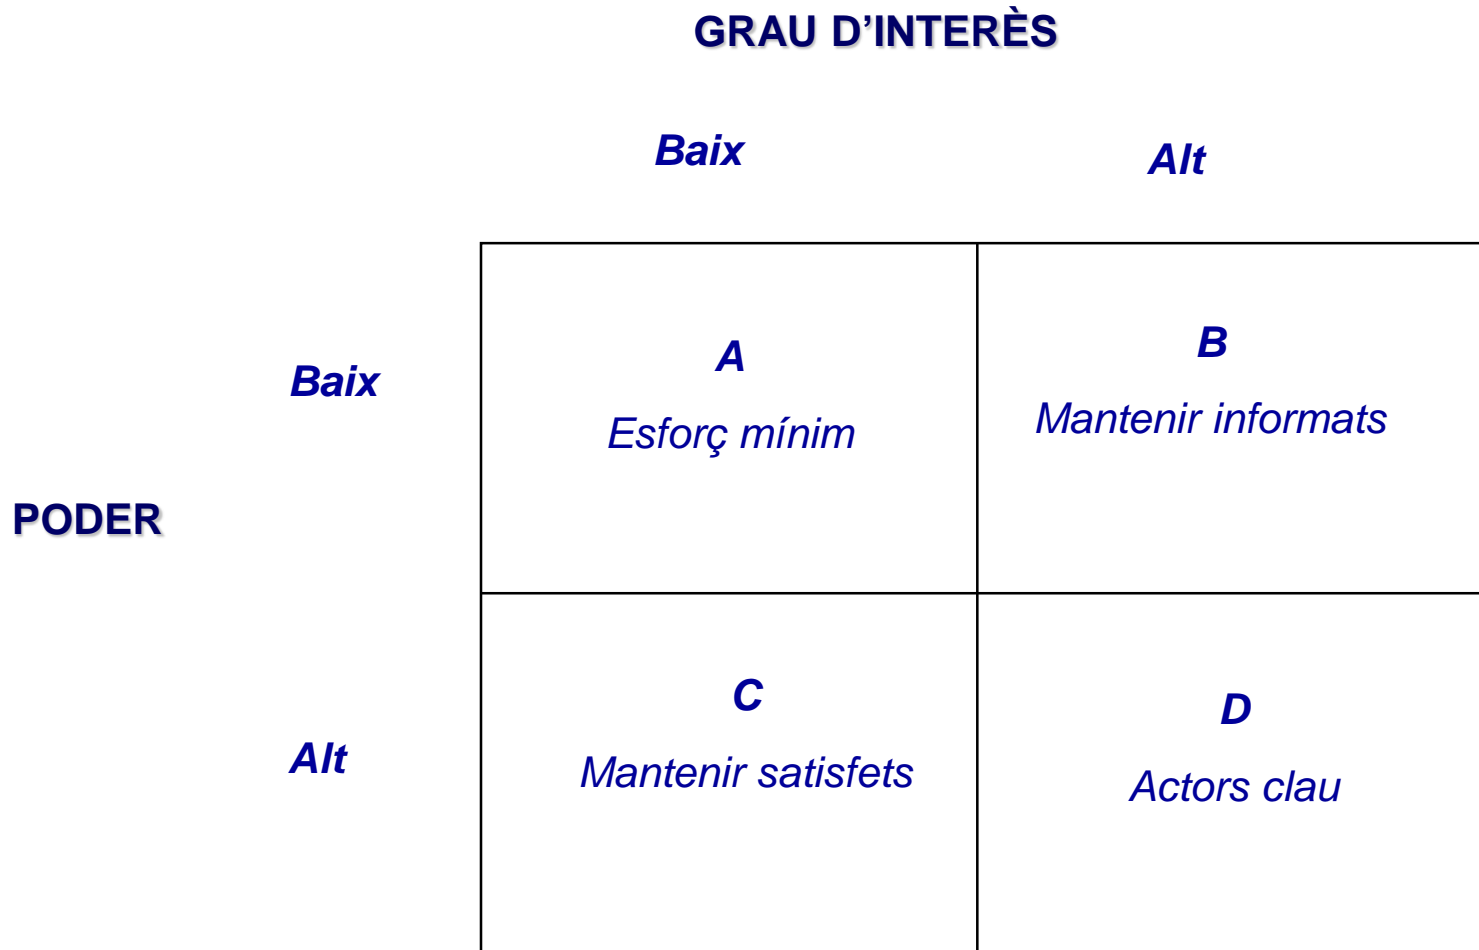 GRAU D’INTERÈS
Baix
Alt
Baix
A
Esforç mínim
B
Mantenir informats
PODER
Alt
C
Mantenir satisfets
D
Actors clau